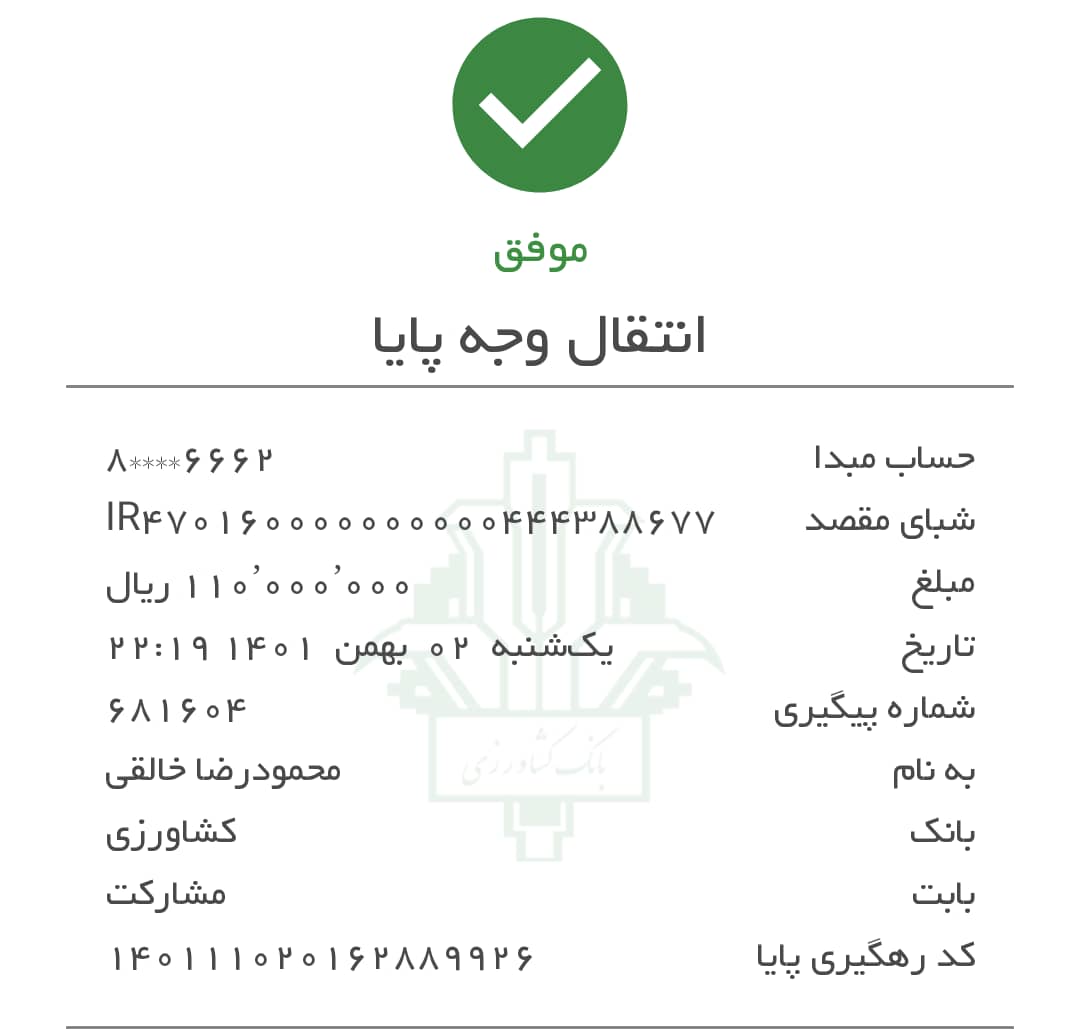 موفق
انتقال وجه پایا
حساب مبدا ۸****۶۶۶۲
شبای مقصد IR۴۷۰۱۶۰۰۰۰۰۰۰۰۰۰۴۴۴۳۸۸۶۷۷
مبلغ ۱۱۰٬۰۰۰٬۰۰۰ ریال
تاریخ یک‌شنبه ۰۲ بهمن ۱۴۰۱ ۲۲:۱۹
شماره پیگیری ۶۸۱۶۰۴
به نام محمودرضا خالقی
بانک کشاورزی
بانک کشاورزی
بابت مشارکت
کد رهگیری پایا ۱۴۰۱۱۱۰۲۰۱۶۲۸۸۹۹۲۶